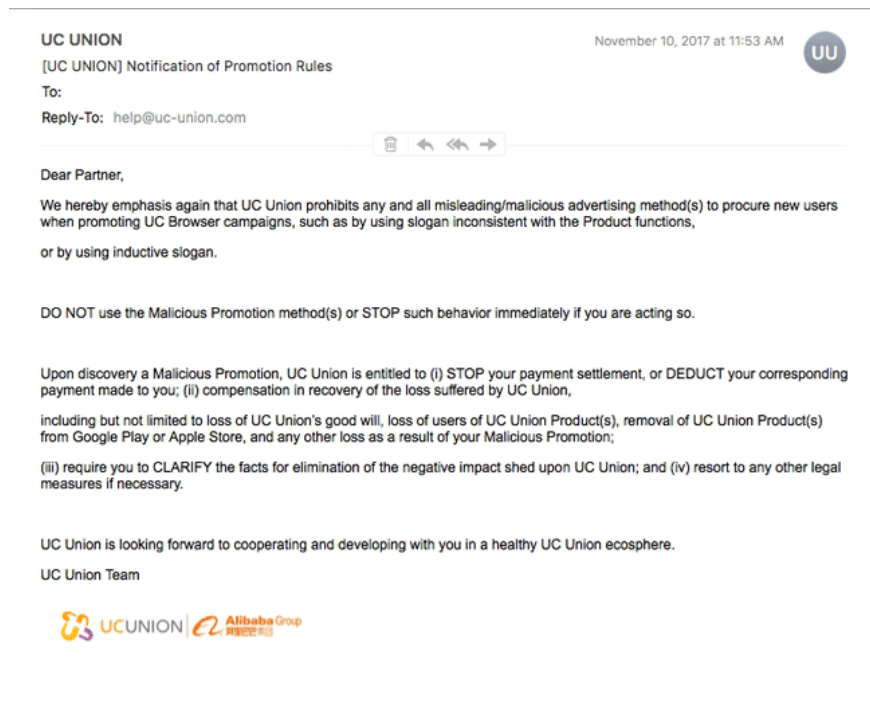 UC UNION
November 10, 2017 at 11:53 AM
UU
[UC UNION] Notification of Promotion Rules
To:
Reply-To: help@uc-union.com
Dear Partner,
We hereby emphasis again that UC Union prohibits any and all misleading/malicious advertising method(s) to procure new users
when promoting UC Browser campaigns, such as by using slogan inconsistent with the Product functions,
or by using inductive slogan.
DO NOT use the Malicious Promotion method(s) or STOP such behavior immediately if you are acting so.
Upon discovery a Malicious Promotion, UC Union is entitled to (i) STOP your payment settlement, or DEDUCT your corresponding
payment made to you; (ii) compensation in recovery of the loss suffered by UC Union,
including but not limited to loss of UC Union's good will, loss of users of UC Union Product(s), removal of UC Union Product(s)
from Google Play or Apple Store, and any other loss as a result of your Malicious Promotion;
(iii) require you to CLARIFY the facts for elimination of the negative impact shed upon UC Union; and (iv) resort to any other legal
measures if necessary.
UC Union is looking forward to cooperating and developing with you in a healthy UC Union ecosphere.
UC Union Team
UCUNION
Alibaba Group
阿里巴巴集团